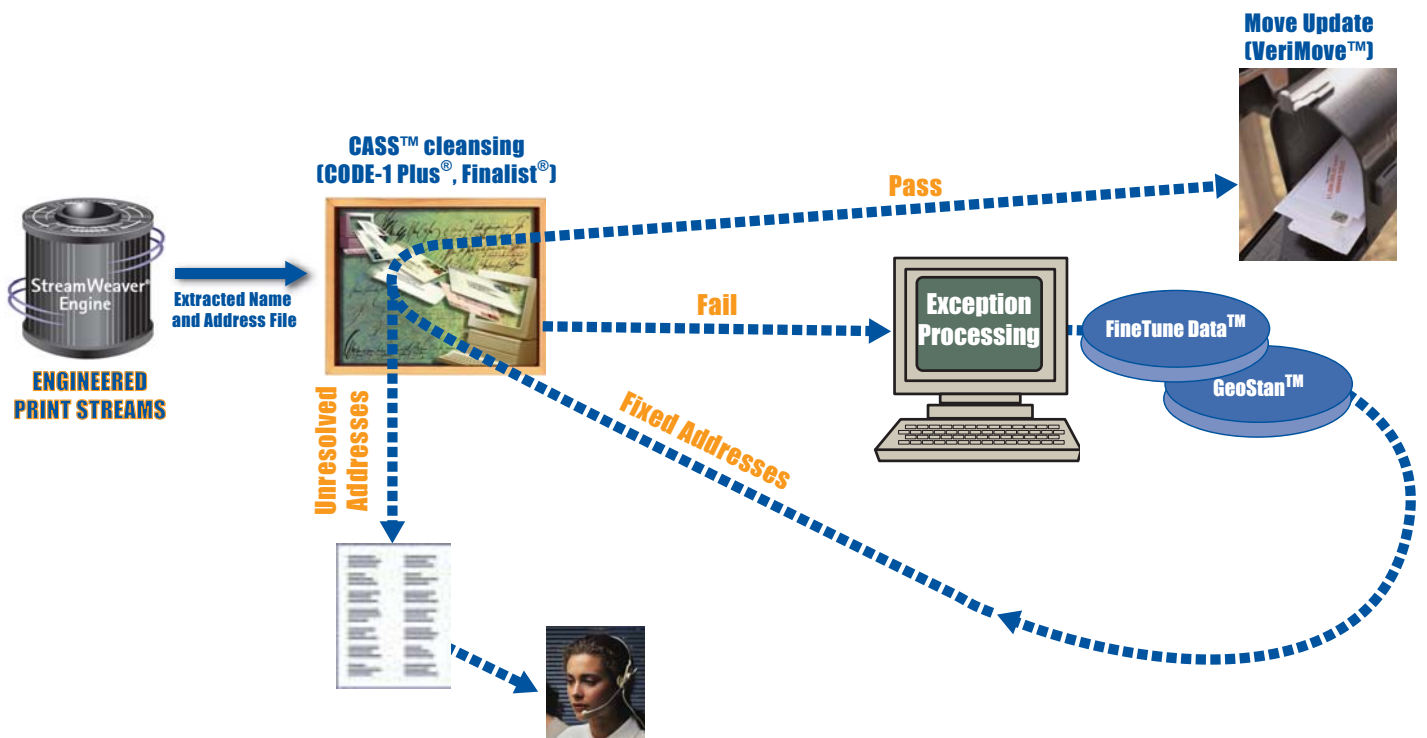 Move Update
(VeriMove™)
CASS™ cleansing
(CODE-1 Plus®, Finalist®)
Pass
StreamWeaver®
Engine
Extracted Name
and Address File
ENGINEERED
PRINT STREAMS
Fail
Exception
Processing
FineTune Data™
GeoStan™
Fixed Addresses
Unresolved
Addresses